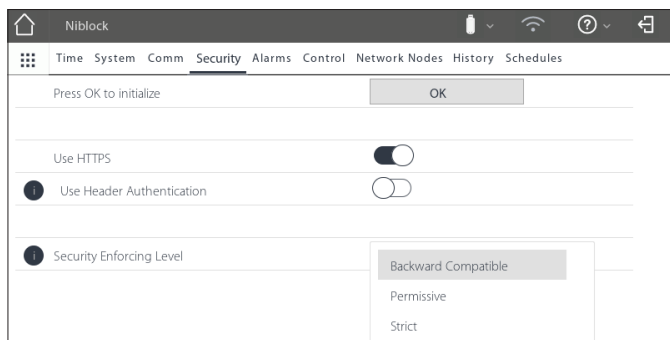 Niblock
Time System Comm Security Alarms Control Network Nodes History Schedules
Press OK to initialize OK
Use HTTPS
i Use Header Authentication
i Security Enforcing Level
Backward Compatible
Permissive
Strict